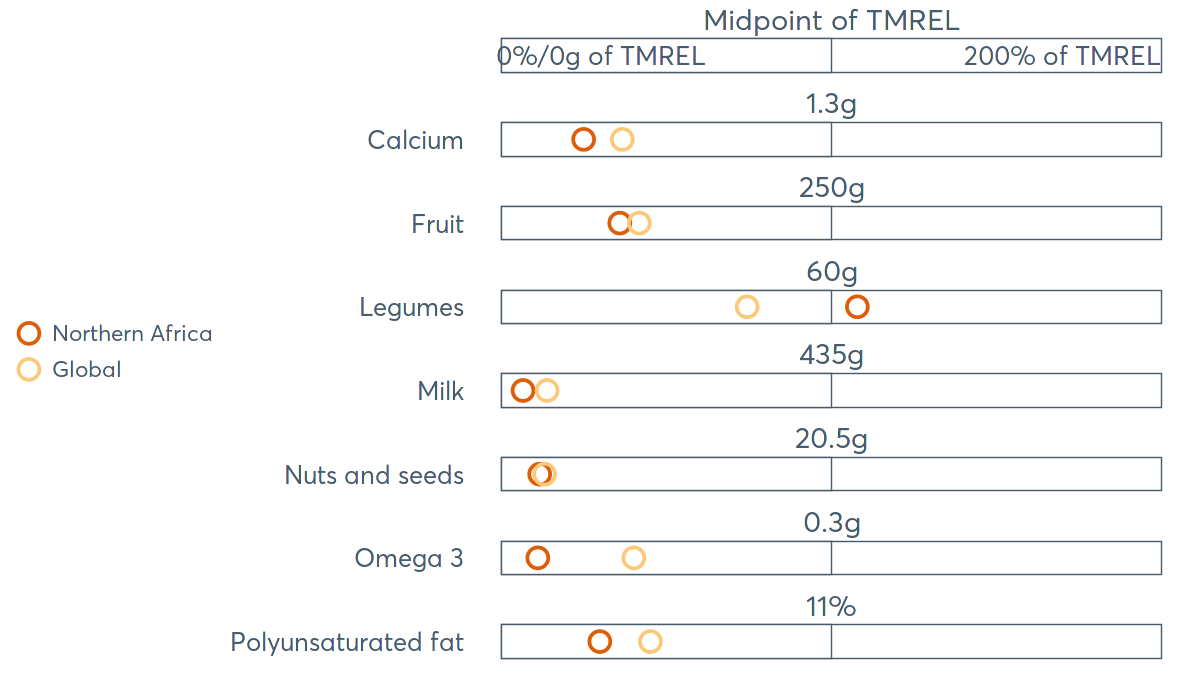 Midpoint of TMREL
0%/0g of TMREL 200% of TMREL
1.3g
Calcium
250g
Fruit
60g
Legumes
Northern Africa
435g
Global
Milk
20.5g
Nuts and seeds
0.3g
Omega 3
11%
Polyunsaturated fat